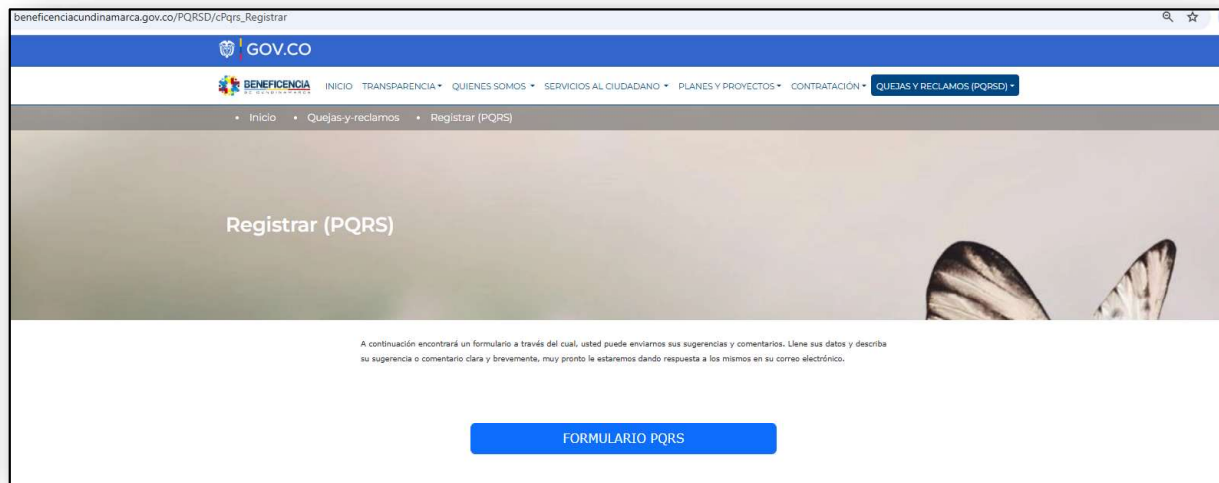 beneficenciacundinamarca.gov.co/PQRSD/cPqrs_Registrar
GOV.CO
BENEFICENCIA
DE CUNDINAMARCA
INICIO TRANSPARENCIA QUIENES SOMOS SERVICIOS AL CIUDADANO PLANES Y PROYECTOS CONTRATACIÓN QUEJAS Y RECLAMOS (PQRSD)
• Inicio • Quejas-y-reclamos • Registrar (PQRS)
Registrar (PQRS)
A continuación encontrará un formulario a través del cual, usted puede enviarnos sus sugerencias y comentarios. Llene sus datos y describa
su sugerencia o comentario clara y brevemente, muy pronto le estaremos dando respuesta a los mismos en su correo electrónico.
FORMULARIO PQRS